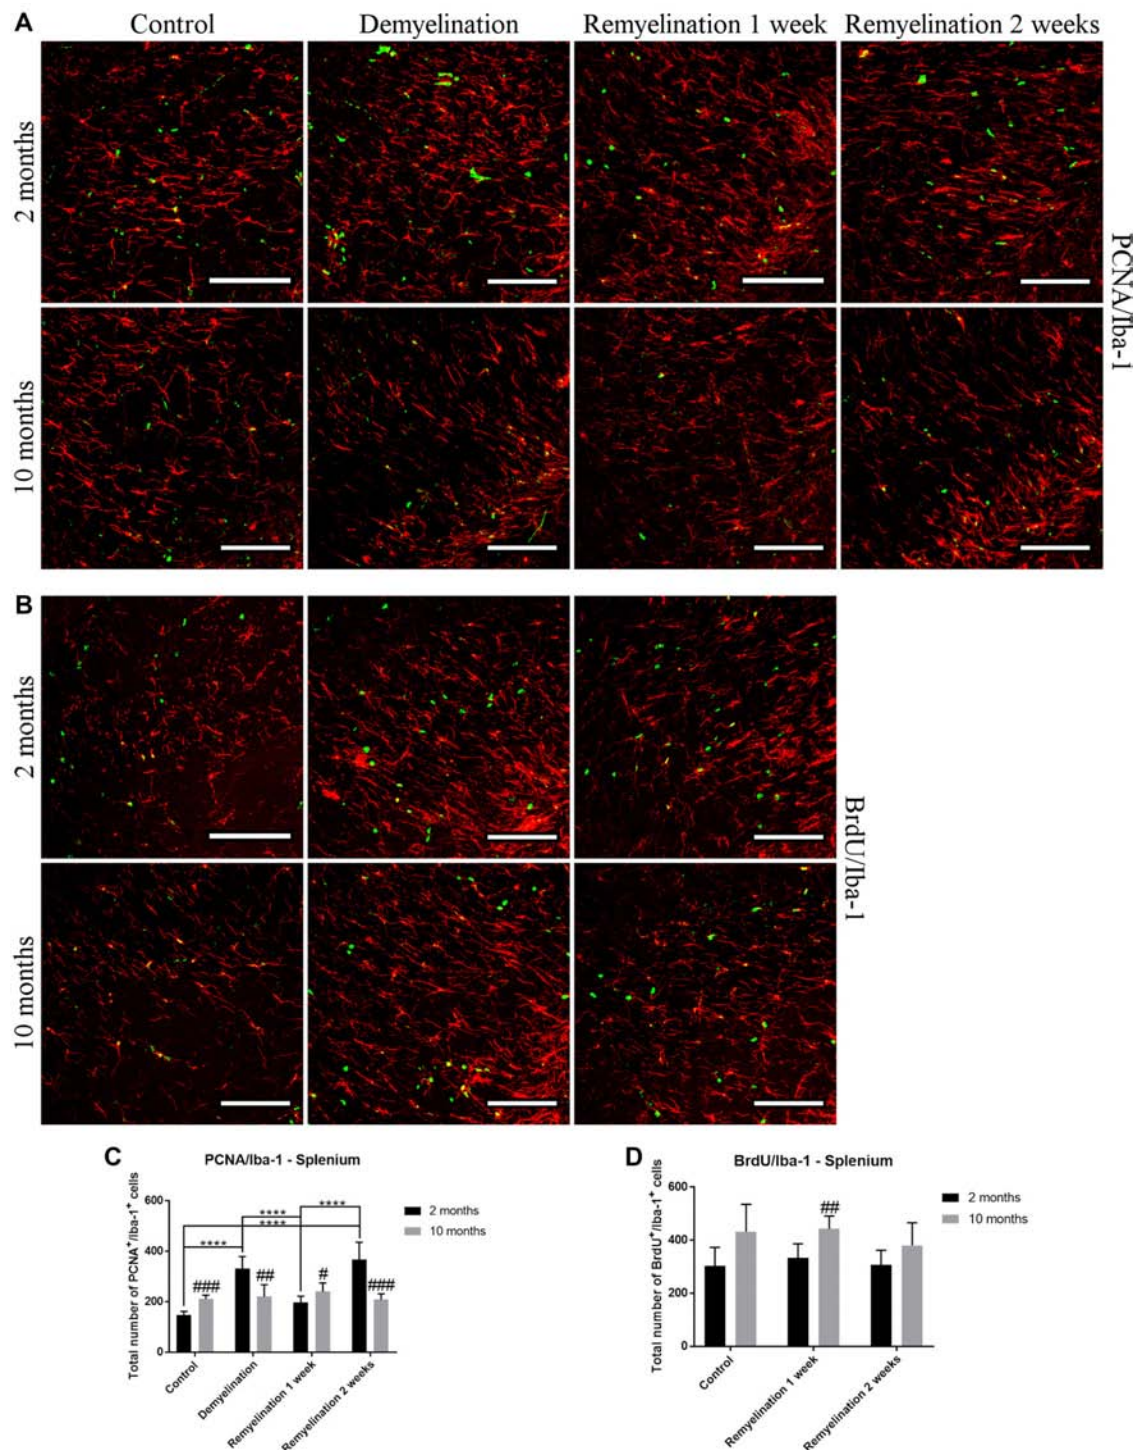 A
Control
Demyelination
Remyelination 1 week
Remyelination 2 weeks
2 months
10 months
PCNA/Iba-1
B
2 months
10 months
BrdU/Iba-1
C
PCNA/Iba-1 - Splenium
Total number of PCNA⁺/Iba-1⁺ cells
600
400
200
0
****
****
****
****
###
##
#
###
2 months
10 months
Control
Demyelination
Remyelination 1 week
Remyelination 2 weeks
D
BrdU/Iba-1 - Splenium
Total number of BrdU⁺/Iba-1⁺ cells
600
400
200
0
##
2 months
10 months
Control
Remyelination 1 week
Remyelination 2 weeks